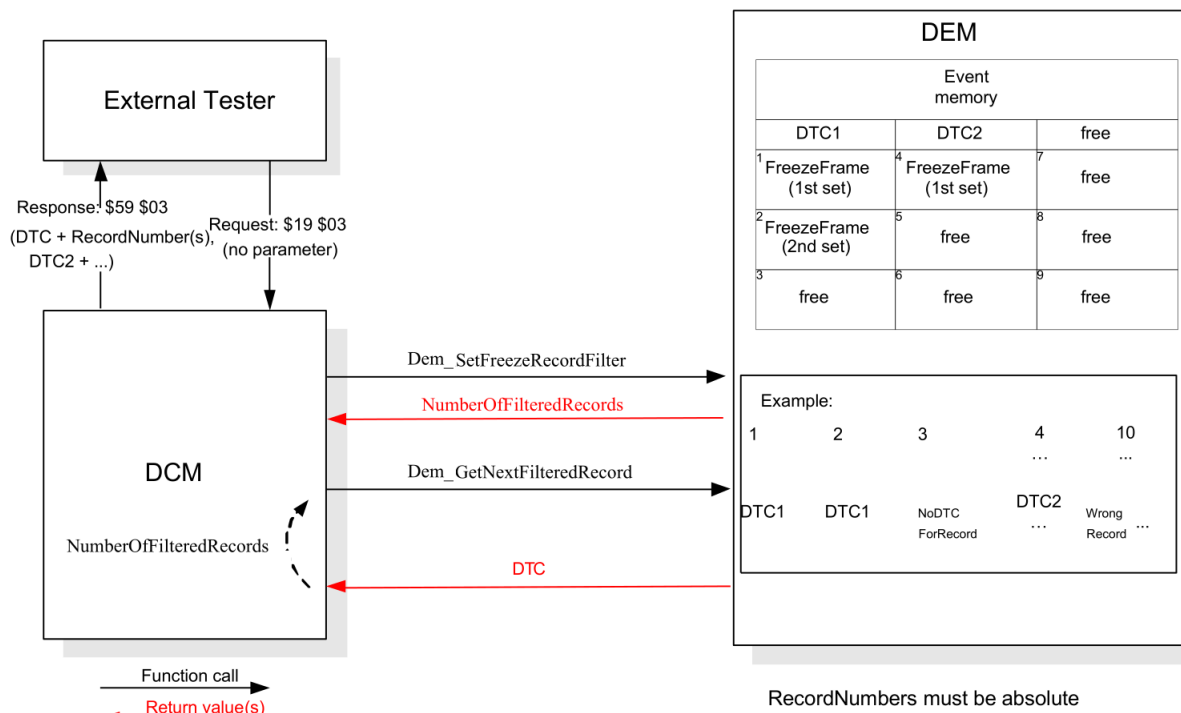 External Tester
Response: $59 $03
(DTC + RecordNumber(s),
DTC2 + ...)
Request: $19 $03
(no parameter)
DCM
NumberOfFilteredRecords
Dem_SetFreezeRecordFilter
NumberOfFilteredRecords
Dem_GetNextFilteredRecord
DTC
Function call
Return value(s)
DEM
Event
memory
DTC1 DTC2 free
1 FreezeFrame (1st set) 4 FreezeFrame (1st set) 7 free
2 FreezeFrame (2nd set) 5 free 8 free
3 free 6 free 9 free
Example:
1 2 3 4 10
... ...
DTC1 DTC1 NoDTC ForRecord DTC2 ... Wrong Record ...
RecordNumbers must be absolute